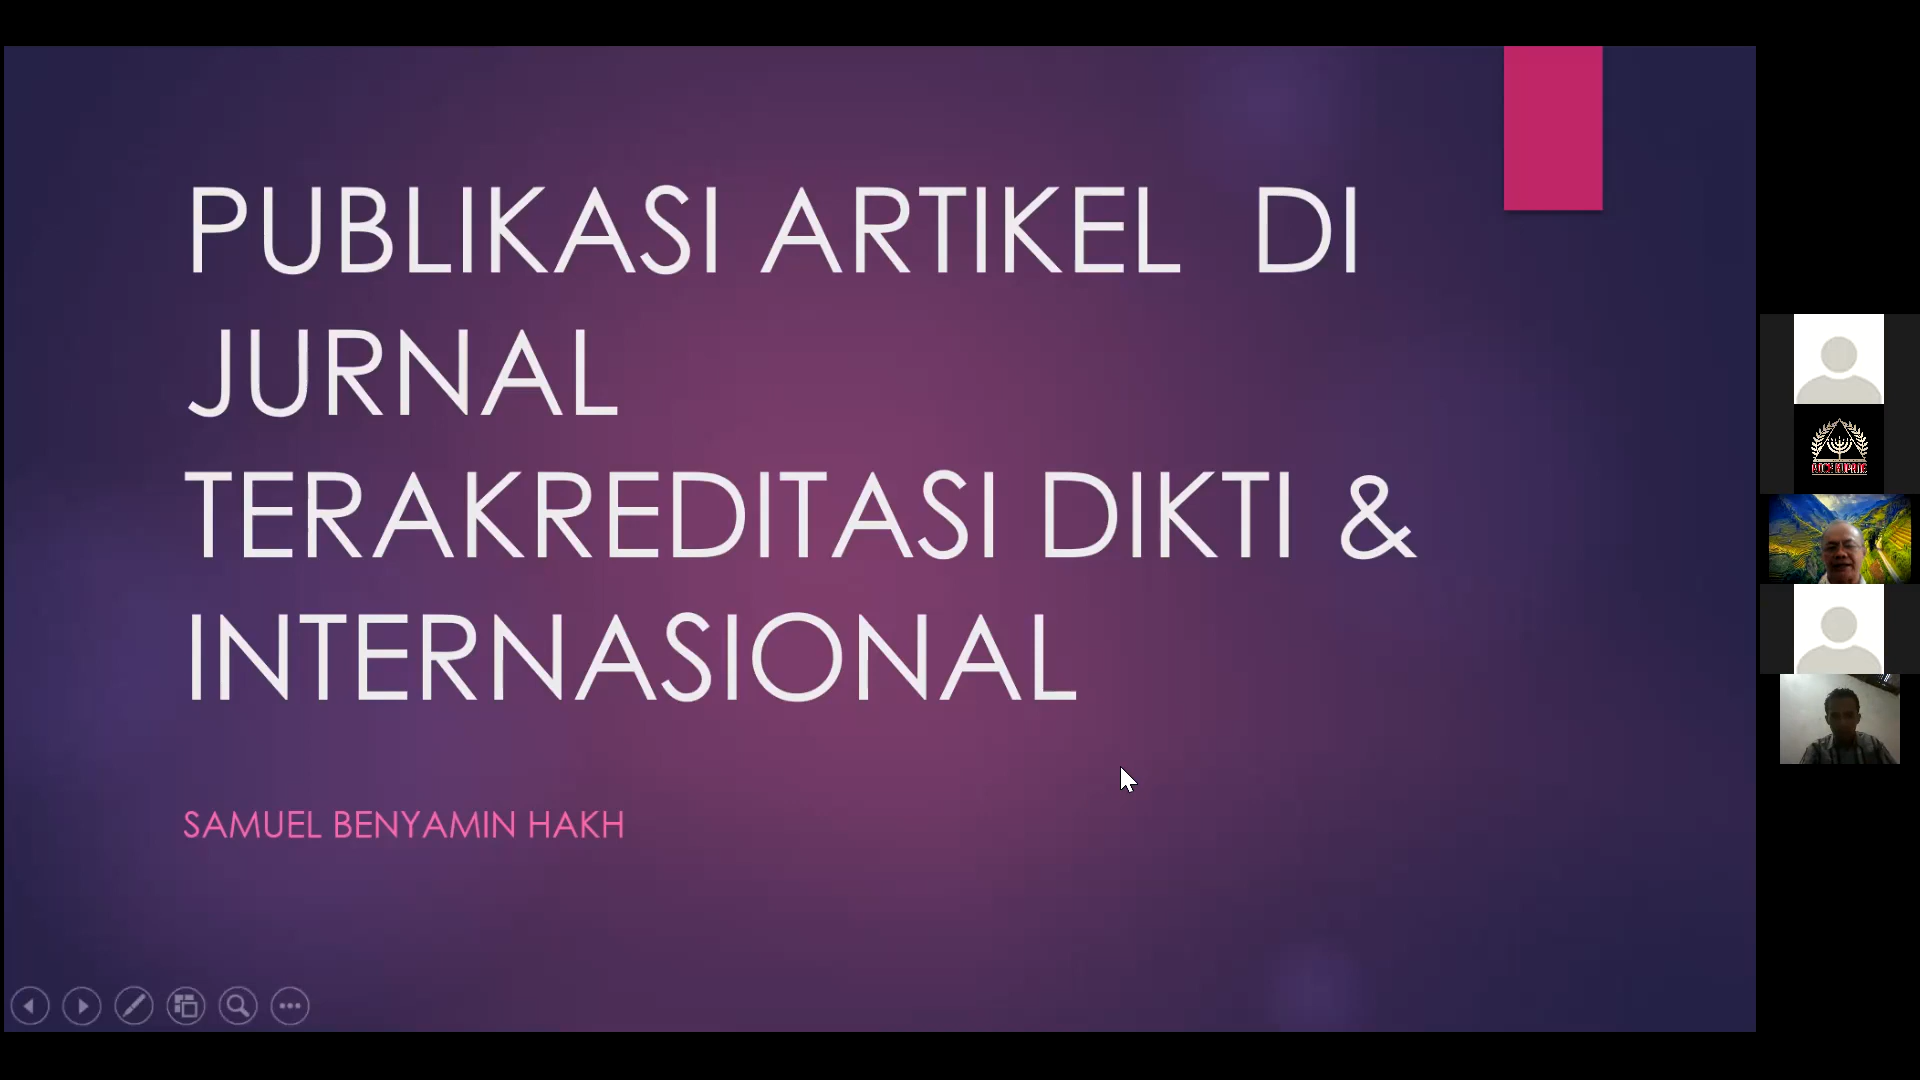 PUBLIKASI ARTIKEL  DI
JURNAL
TERAKREDITASI DIKTI &
INTERNASIONAL
SAMUEL BENYAMIN HAKH